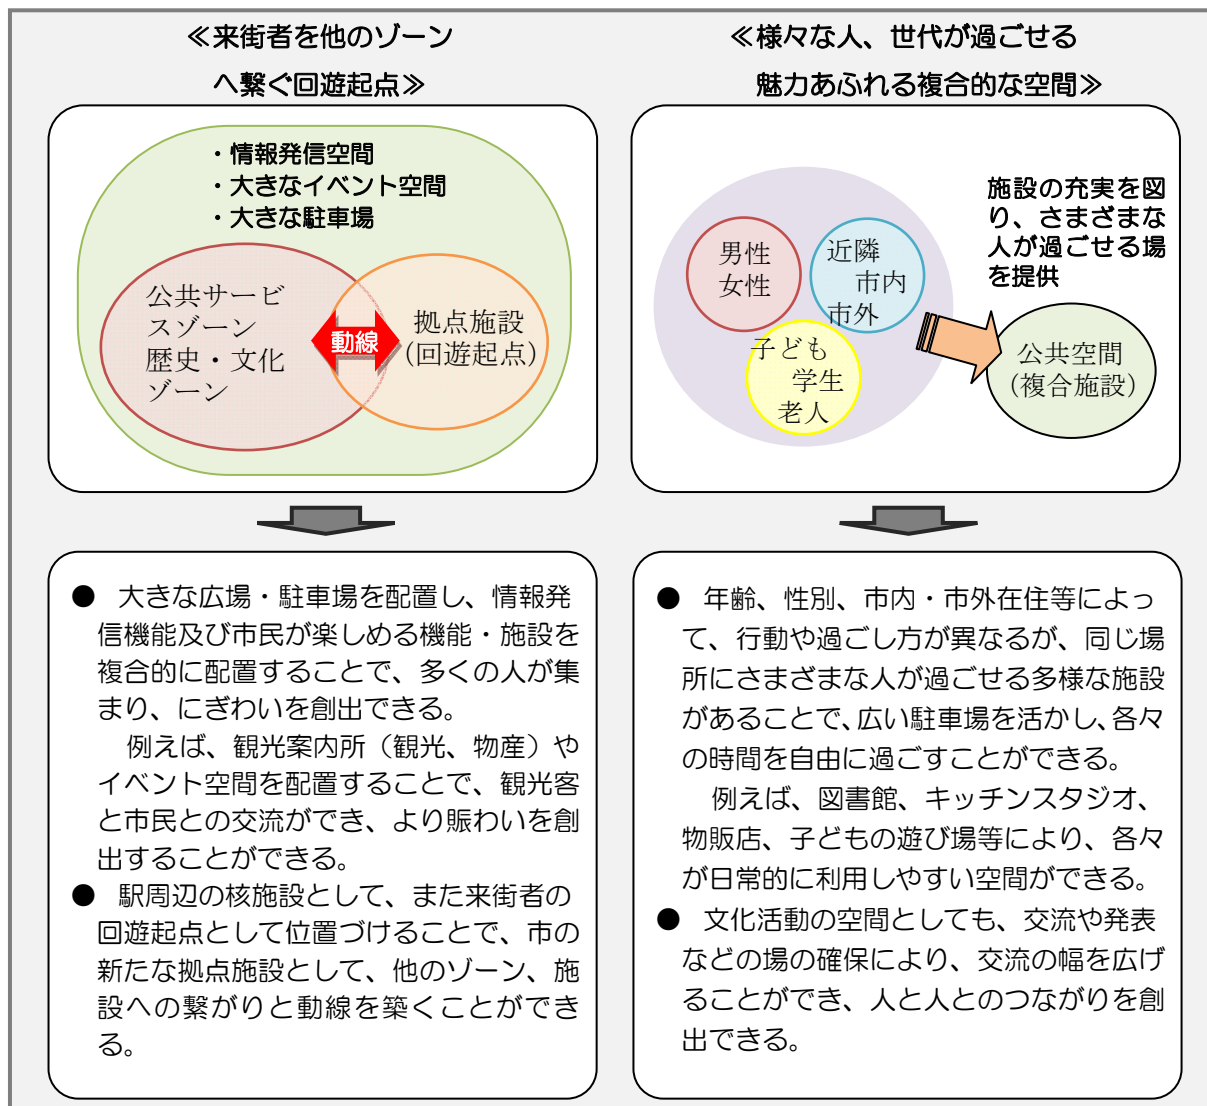 ≪来街者を他のゾーン
へ繋ぐ回遊起点≫
・情報発信空間
・大きなイベント空間
・大きな駐車場
公共サービ
スゾーン
歴史・文化
ゾーン
動線
拠点施設
(回遊起点)
● 大きな広場・駐車場を配置し、情報発
信機能及び市民が楽しめる機能・施設を
複合的に配置することで、多くの人が集
まり、にぎわいを創出できる。
例えば、観光案内所（観光、物産）や
イベント空間を配置することで、観光客
と市民との交流ができ、より賑わいを創
出することができる。
● 駅周辺の核施設として、また来街者の
回遊起点として位置づけることで、市の
新たな拠点施設として、他のゾーン、施
設への繋がりと動線を築くことができ
る。
≪様々な人、世代が過ごせる
魅力あふれる複合的な空間≫
男性
女性
近隣
市内
市外
子ども
学生
老人
施設の充実を図
り、さまざまな
人が過ごせる場
を提供
公共空間
(複合施設)
● 年齢、性別、市内・市外在住等によっ
て、行動や過ごし方が異なるが、同じ場
所にさまざまな人が過ごせる多様な施設
があることで、広い駐車場を活かし、各々
の時間を自由に過ごすことができる。
例えば、図書館、キッチンスタジオ、
物販店、子どもの遊び場等により、各々
が日常的に利用しやすい空間ができる。
● 文化活動の空間としても、交流や発表
などの場の確保により、交流の幅を広げ
ることができ、人と人とのつながりを創
出できる。